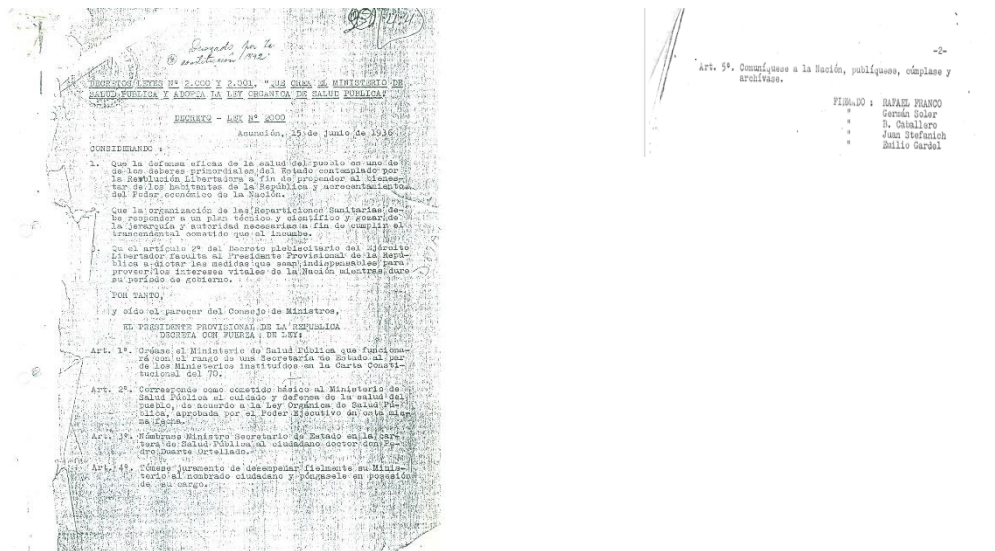 951/424
Derogado por la
constitución 1992
DECRETOS LEYES Nº 2.000 Y 2.001, "QUE CREA EL MINISTERIO DE
SALUD PUBLICA Y ADOPTA LA LEY ORGANICA DE SALUD PUBLICA"
DECRETO - LEY Nº 2000
Asunción, 15 de junio de 1936
CONSIDERANDO :
1. Que la defensa eficaz de la salud del pueblo es uno de
de los deberes primordiales del Estado contemplado por
la Revolución Libertadora a fin de propender al bienes-
tar de los habitantes de la República y acrecentamiento
del Poder económico de la Nación.
Que la organización de las Reparticiones Sanitarias de-
be responder a un plan técnico y científico y gozar de
la jerarquía y autoridad necesarias a fin de cumplir el
trascendental cometido que el incumbe.
Qu el artículo 2º del Decreto plebiscitario del Ejército
Libertador faculta al Presidente Provisional de la Repú-
blica a dictar las medidas que sean indispensables para
proveer los intereses vitales de la Nación mientras dure
su período de gobierno.
POR TANTO,
y oído el parecer del Consejo de Ministros,
EL PRESIDENTE PROVISIONAL DE LA REPUBLICA
DECRETA CON FUERZA DE LEY:
Art. 1º. Créase el Ministerio de Salud Pública que funciona-
rá con el rango de una Secretaría de Estado al par
de los Ministerios instituídos en la Carta Consti-
tucional del 70.
Art. 2º. Corresponde como cometido básico al Ministerio de
Salud Pública el cuidado y defensa de la salud del
pueblo, de acuerdo a la Ley Orgánica de Salud Pú-
blica, aprobada por el Poder Ejecutivo en esta mis-
ma fecha.
Art. 3º. Nómbrase Ministro Secretario de Estado en la car-
tera de Salud Pública al ciudadano doctor don Pe-
dro Duarte Ortellado.
Art. 4º. Tómese juramento de desempeñar fielmente su Minis-
terio al nombrado ciudadano y póngasele en posesión
de su cargo.
-2-
Art. 5º. Comuníquese a la Nación, publíquese, cúmplase y
archívase.
FIRMADO : RAFAEL FRANCO
" Germán Soler
" B. Caballero
" Juan Stefanich
" Emilio Gardel